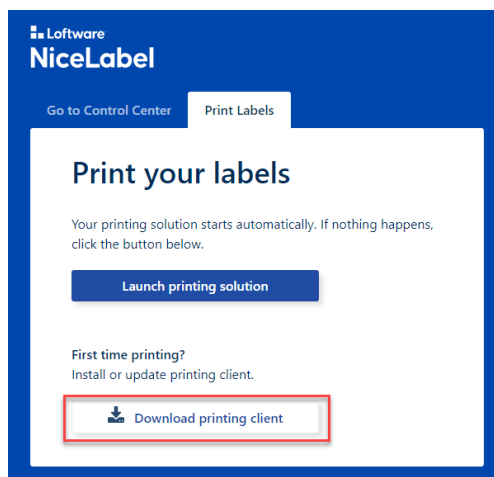 Loftware
NiceLabel
Go to Control Center Print Labels
Print your labels
Your printing solution starts automatically. If nothing happens,
click the button below.
Launch printing solution
First time printing?
Install or update printing client.
Download printing client